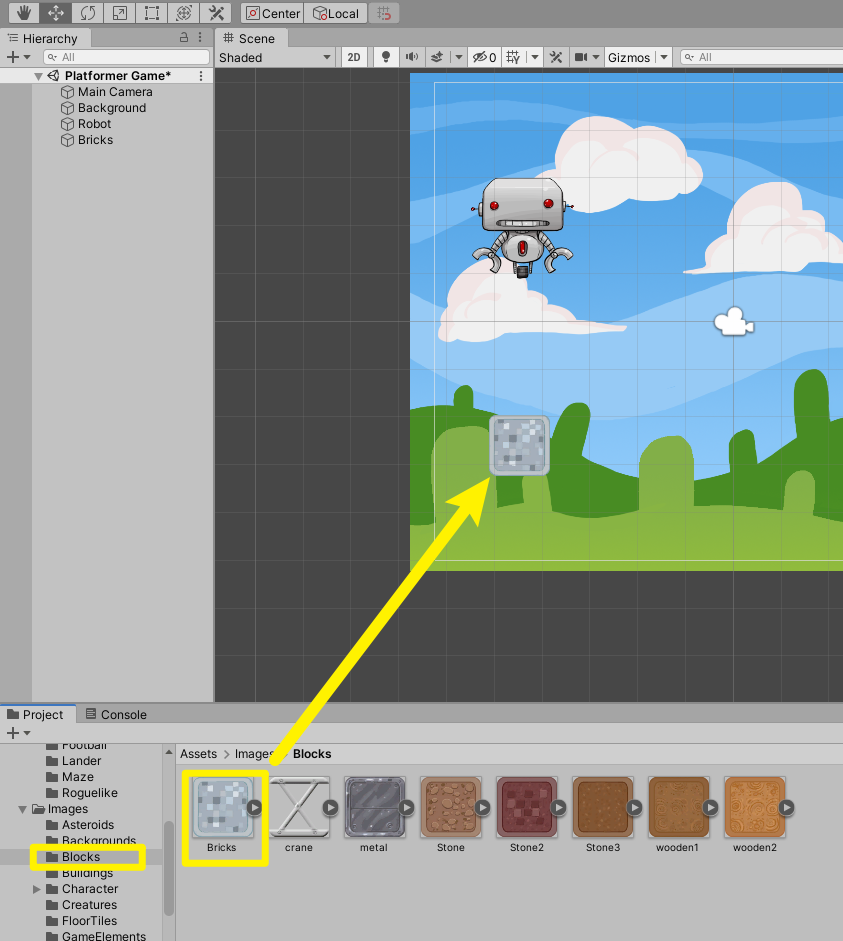 Center Local
Hierarchy
All
Platformer Game*
Main Camera
Background
Robot
Bricks
Scene
Shaded 2D 0 Gizmos All
Project Console
Assets > Images Blocks
Football
Lander
Maze
Roguelike
Images
Asteroids
Backgrounds
Blocks
Buildings
Character
Creatures
FloorTiles
GameElements
Bricks crane metal Stone Stone2 Stone3 wooden1 wooden2